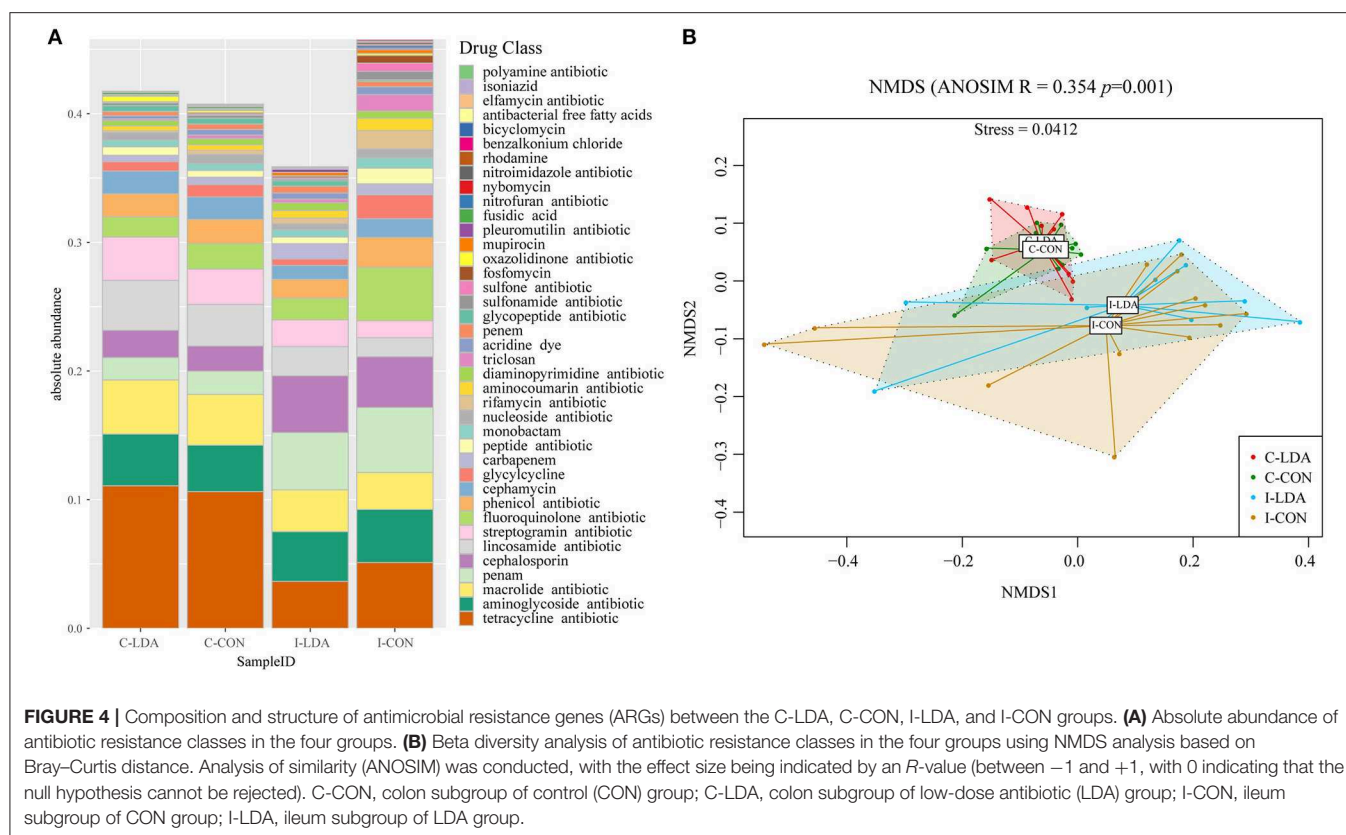 A
Drug Class
polyamine antibiotic
isoniazid
elfamycin antibiotic
antibacterial free fatty acids
bicyclomycin
benzalkonium chloride
rhodamine
nitroimidazole antibiotic
nybomycin
nitrofuran antibiotic
fusidic acid
pleuromutilin antibiotic
mupirocin
oxazolidinone antibiotic
fosfomycin
sulfone antibiotic
sulfonamide antibiotic
glycopeptide antibiotic
penem
acridine dye
triclosan
diaminopyrimidine antibiotic
aminocoumarin antibiotic
rifamycin antibiotic
nucleoside antibiotic
monobactam
peptide antibiotic
carbapenem
glycylcycline
cephamycin
phenicol antibiotic
fluoroquinolone antibiotic
streptogramin antibiotic
lincosamide antibiotic
cephalosporin
penam
macrolide antibiotic
aminoglycoside antibiotic
tetracycline antibiotic
absolute abundance
0.4
0.3
0.2
0.1
0.0
C-LDA
C-CON
I-LDA
I-CON
SampleID
B
NMDS (ANOSIM R = 0.354 p=0.001)
Stress = 0.0412
NMDS2
0.2
0.1
0.0
−0.1
−0.2
−0.3
−0.4
C-LDA
C-CON
I-LDA
I-CON
C-LDA
C-CON
I-LDA
I-CON
−0.4
−0.2
0.0
0.2
0.4
NMDS1
FIGURE 4 | Composition and structure of antimicrobial resistance genes (ARGs) between the C-LDA, C-CON, I-LDA, and I-CON groups. (A) Absolute abundance of
antibiotic resistance classes in the four groups. (B) Beta diversity analysis of antibiotic resistance classes in the four groups using NMDS analysis based on
Bray–Curtis distance. Analysis of similarity (ANOSIM) was conducted, with the effect size being indicated by an R-value (between −1 and +1, with 0 indicating that the
null hypothesis cannot be rejected). C-CON, colon subgroup of control (CON) group; C-LDA, colon subgroup of low-dose antibiotic (LDA) group; I-CON, ileum
subgroup of CON group; I-LDA, ileum subgroup of LDA group.